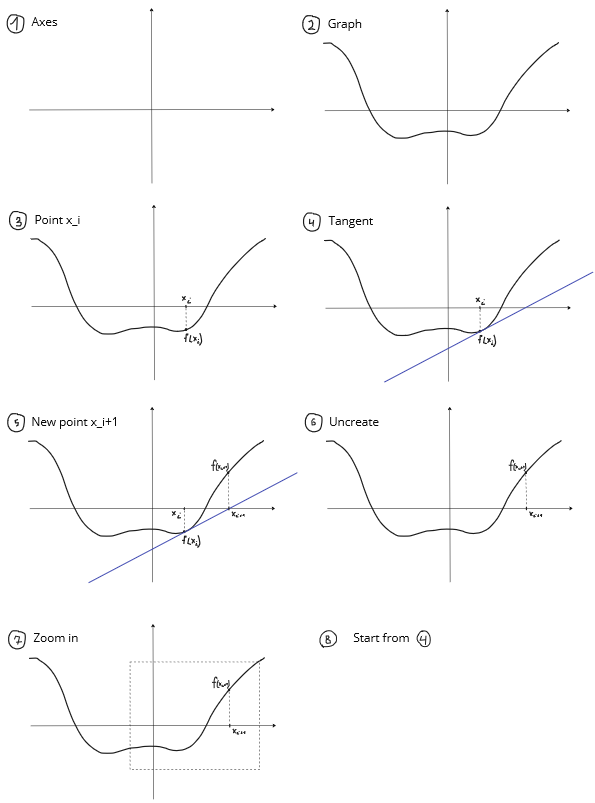 1 Axes
2 Graph
3 Point x_i
x_i
f(x_i)
4 Tangent
x_i
f(x_i)
5 New point x_i+1
f(x_i+1)
x_i
x_i+1
f(x_i)
6 Uncreate
f(x_i+1)
x_i+1
7 Zoom in
f(x_i+1)
x_i+1
8 Start from 4